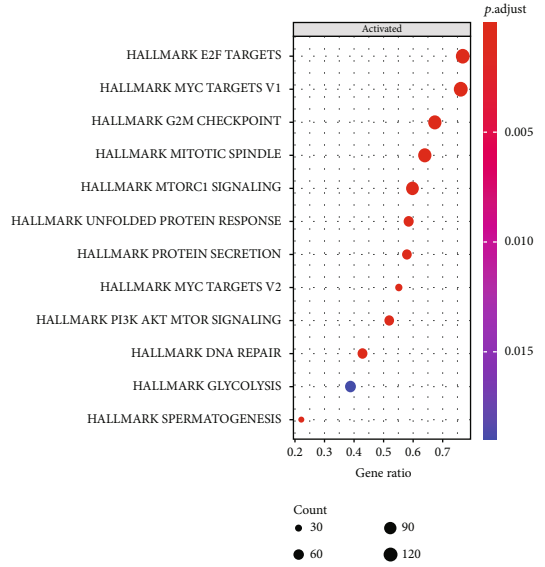 p.adjust
Activated
HALLMARK E2F TARGETS
HALLMARK MYC TARGETS V1
HALLMARK G2M CHECKPOINT
HALLMARK MITOTIC SPINDLE
HALLMARK MTORC1 SIGNALING
HALLMARK UNFOLDED PROTEIN RESPONSE
HALLMARK PROTEIN SECRETION
HALLMARK MYC TARGETS V2
HALLMARK PI3K AKT MTOR SIGNALING
HALLMARK DNA REPAIR
HALLMARK GLYCOLYSIS
HALLMARK SPERMATOGENESIS
0.005
0.010
0.015
0.2 0.3 0.4 0.5 0.6 0.7
Gene ratio
Count
30 90
60 120